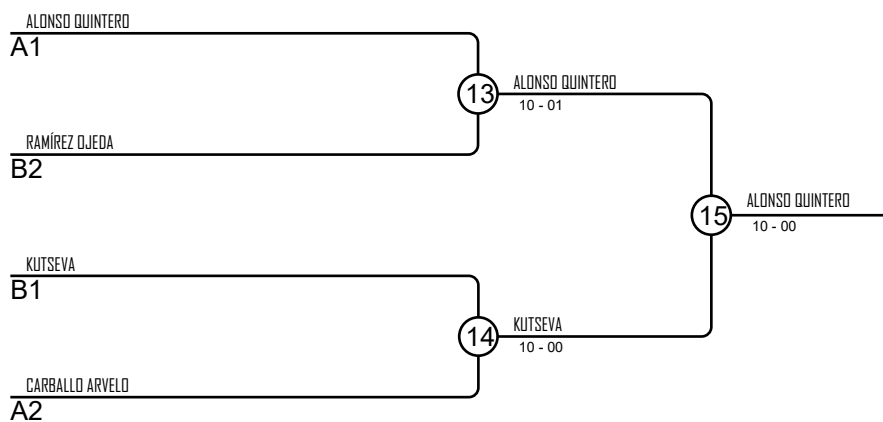 ALONSO QUINTERO
A1
13
ALONSO QUINTERO
10 - 01
RAMÍREZ OJEDA
B2
15
ALONSO QUINTERO
10 - 00
KUTSEVA
B1
14
KUTSEVA
10 - 00
CARBALLO ARVELO
A2